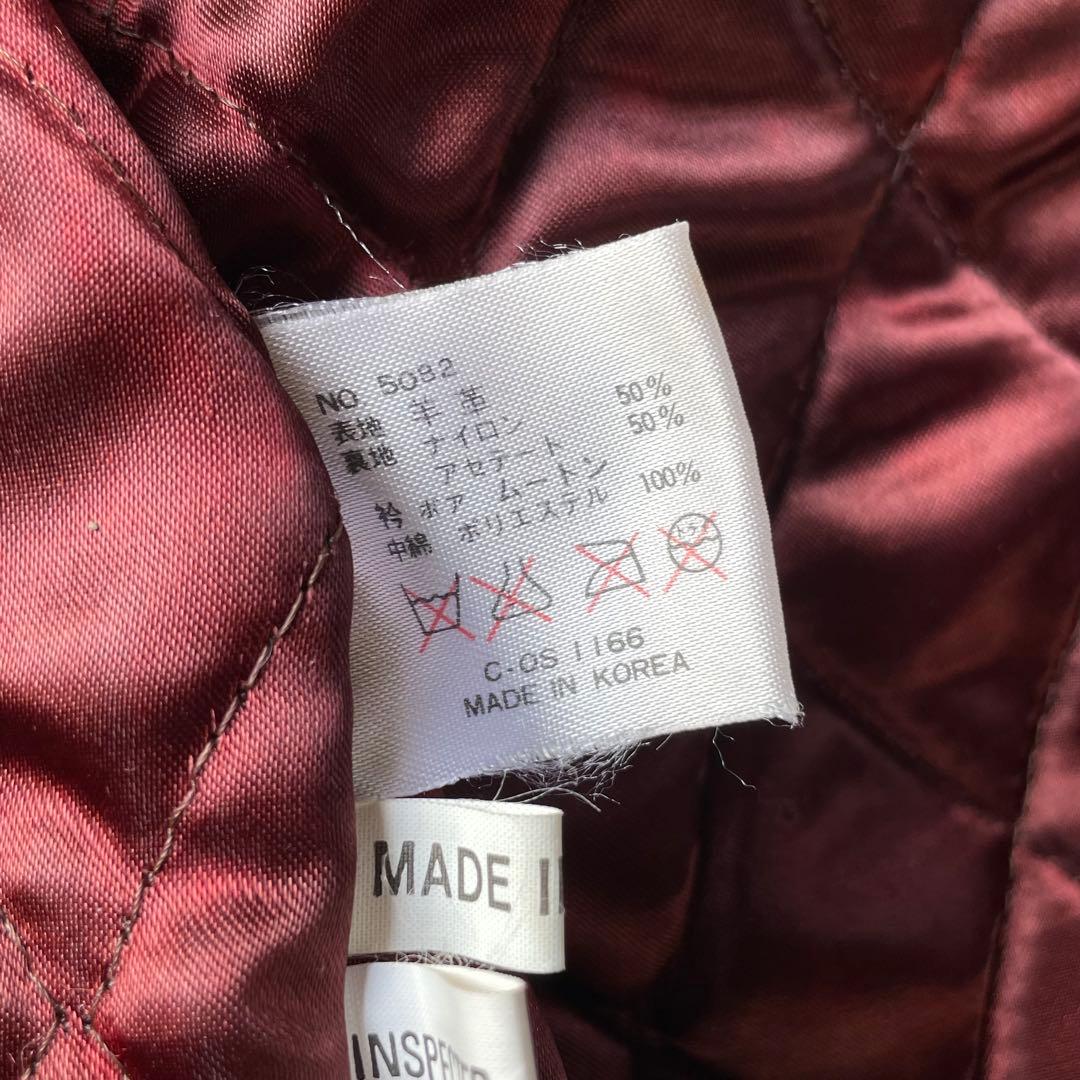 NO 5082
表地 羊革
裏地 ナイロン 50%
アセテート 50%
衿 ボア ムートン
中綿 ポリエステル 100%
C-OS 1166
MADE IN KOREA
MADE I
INSPECTED